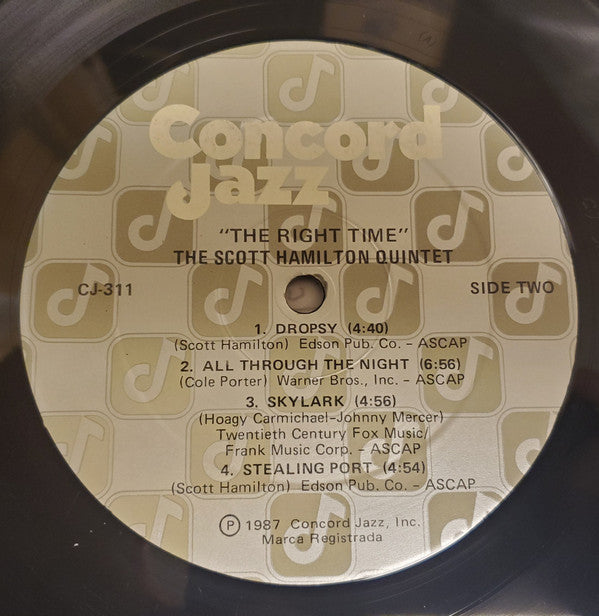 Concord
Jazz
"THE RIGHT TIME"
THE SCOTT HAMILTON QUINTET
CJ-311 SIDE TWO
1. DROPSY (4:40)
(Scott Hamilton) Edson Pub. Co. – ASCAP
2. ALL THROUGH THE NIGHT (6:56)
(Cole Porter) Warner Bros., Inc. – ASCAP
3. SKYLARK (4:56)
(Hoagy Carmichael-Johnny Mercer)
Twentieth Century Fox Music/
Frank Music Corp. – ASCAP
4. STEALING PORT (4:54)
(Scott Hamilton) Edson Pub. Co. – ASCAP
℗ 1987 Concord Jazz, Inc.
Marca Registrada